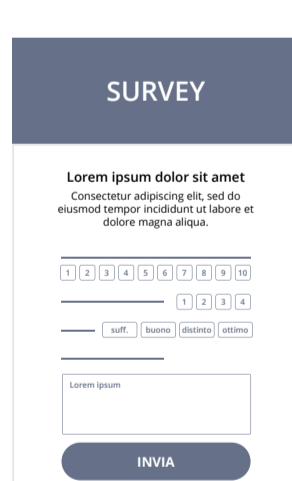 SURVEY
Lorem ipsum dolor sit amet
Consectetur adipiscing elit, sed do
eiusmod tempor incididunt ut labore et
dolore magna aliqua.
1 2 3 4 5 6 7 8 9 10
1 2 3 4
suff. buono distinto ottimo
Lorem ipsum
INVIA